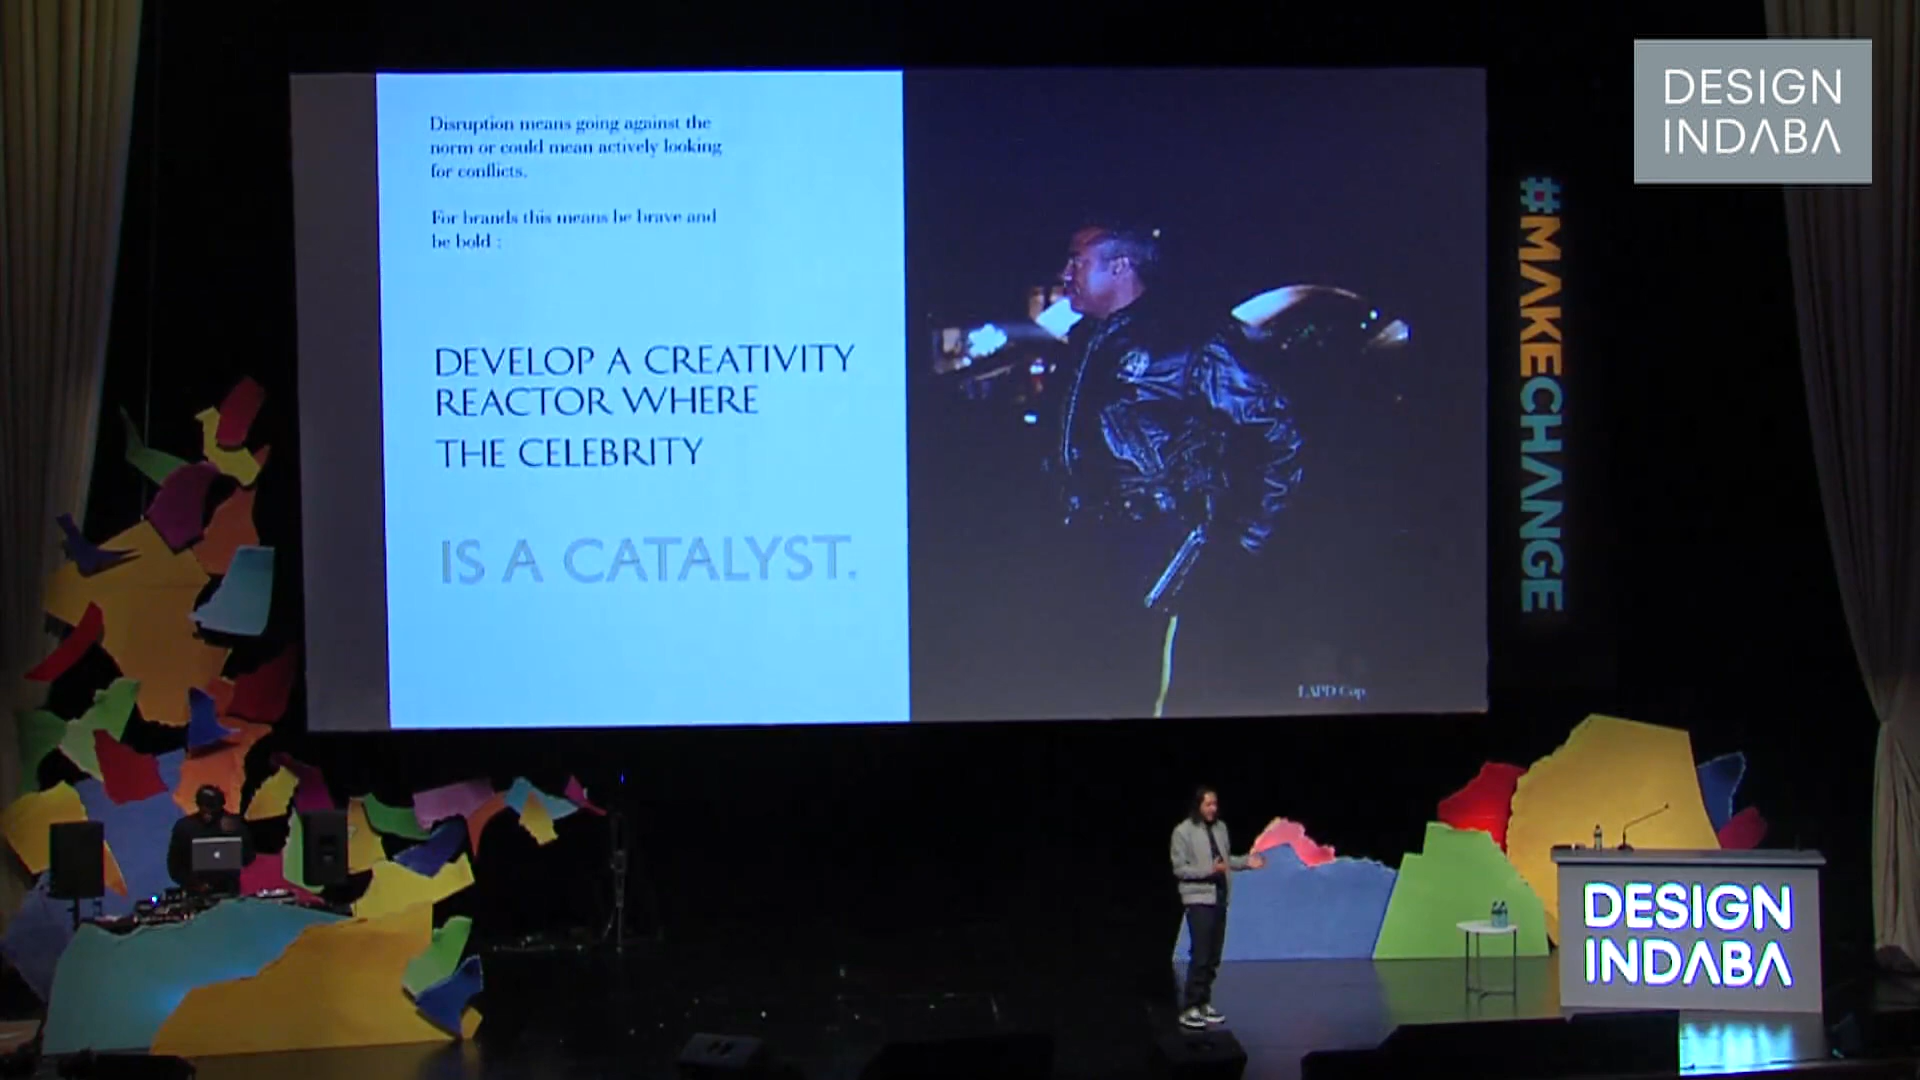 Disruption means going against the
norm or could mean actively looking
for conflicts.
For brands this means be brave and
be bold :
DEVELOP A CREATIVITY
REACTOR WHERE
THE CELEBRITY
IS A CATALYST.
LAPD Cop
DESIGN
INDABA
#MAKECHANGE
DESIGN
INDABA